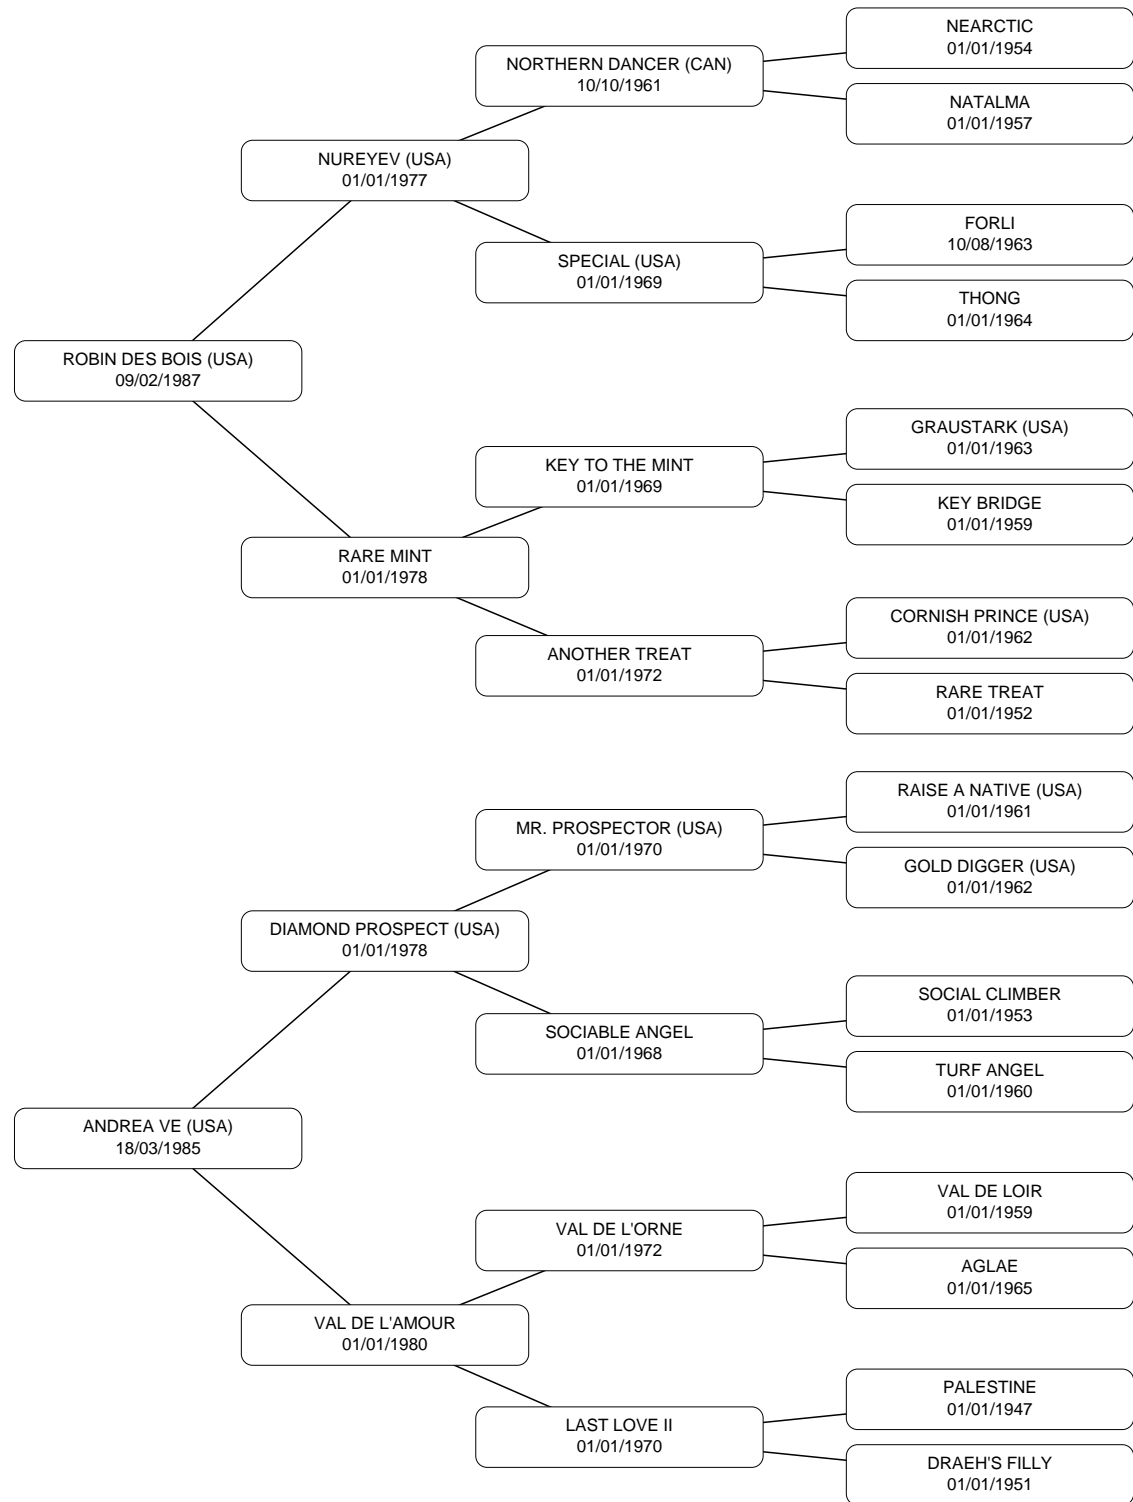 NEARCTIC
01/01/1954
NORTHERN DANCER (CAN)
10/10/1961
NATALMA
01/01/1957
NUREYEV (USA)
01/01/1977
FORLI
10/08/1963
SPECIAL (USA)
01/01/1969
THONG
01/01/1964
ROBIN DES BOIS (USA)
09/02/1987
GRAUSTARK (USA)
01/01/1963
KEY TO THE MINT
01/01/1969
KEY BRIDGE
01/01/1959
RARE MINT
01/01/1978
CORNISH PRINCE (USA)
01/01/1962
ANOTHER TREAT
01/01/1972
RARE TREAT
01/01/1952
RAISE A NATIVE (USA)
01/01/1961
MR. PROSPECTOR (USA)
01/01/1970
GOLD DIGGER (USA)
01/01/1962
DIAMOND PROSPECT (USA)
01/01/1978
SOCIAL CLIMBER
01/01/1953
SOCIABLE ANGEL
01/01/1968
TURF ANGEL
01/01/1960
ANDREA VE (USA)
18/03/1985
VAL DE LOIR
01/01/1959
VAL DE L'ORNE
01/01/1972
AGLAE
01/01/1965
VAL DE L'AMOUR
01/01/1980
PALESTINE
01/01/1947
LAST LOVE II
01/01/1970
DRAEH'S FILLY
01/01/1951